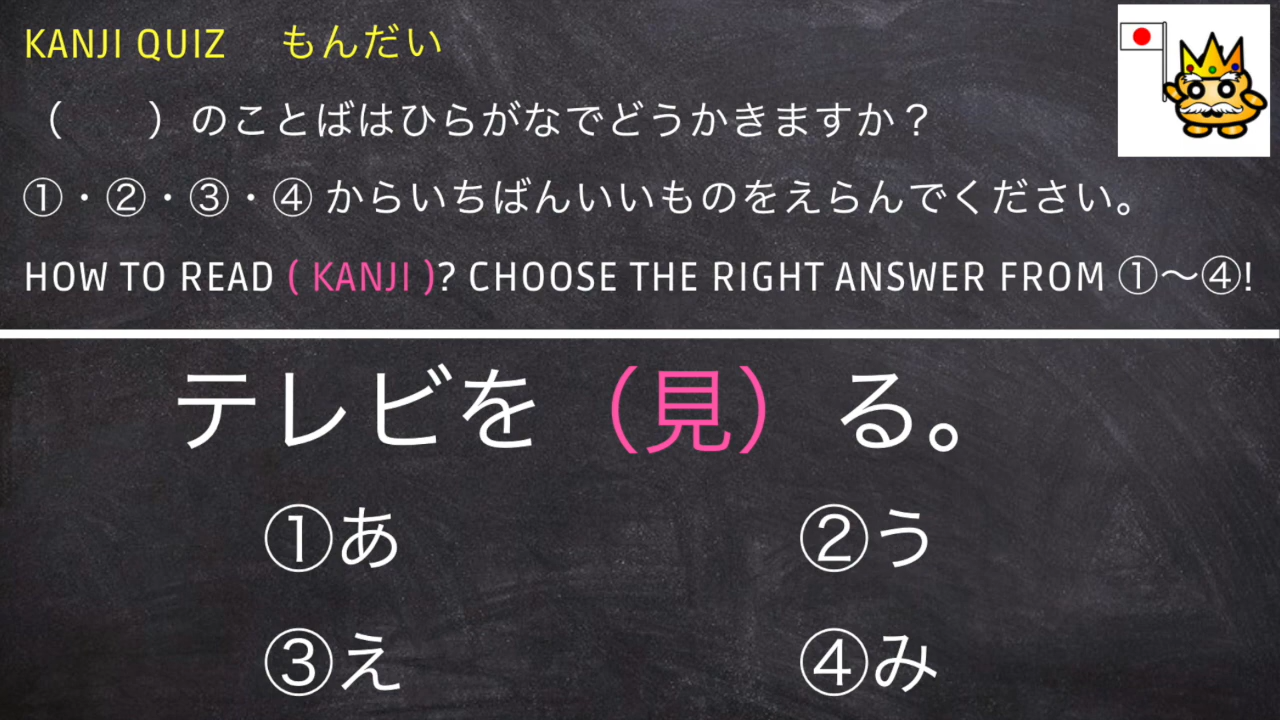 KANJI QUIZ　もんだい
（　　）のことばはひらがなでどうかきますか？
①・②・③・④からいちばんいいものをえらんでください。
HOW TO READ ( KANJI )? CHOOSE THE RIGHT ANSWER FROM ①～④!
テレビを（見）る。
①あ　②う
③え　④み